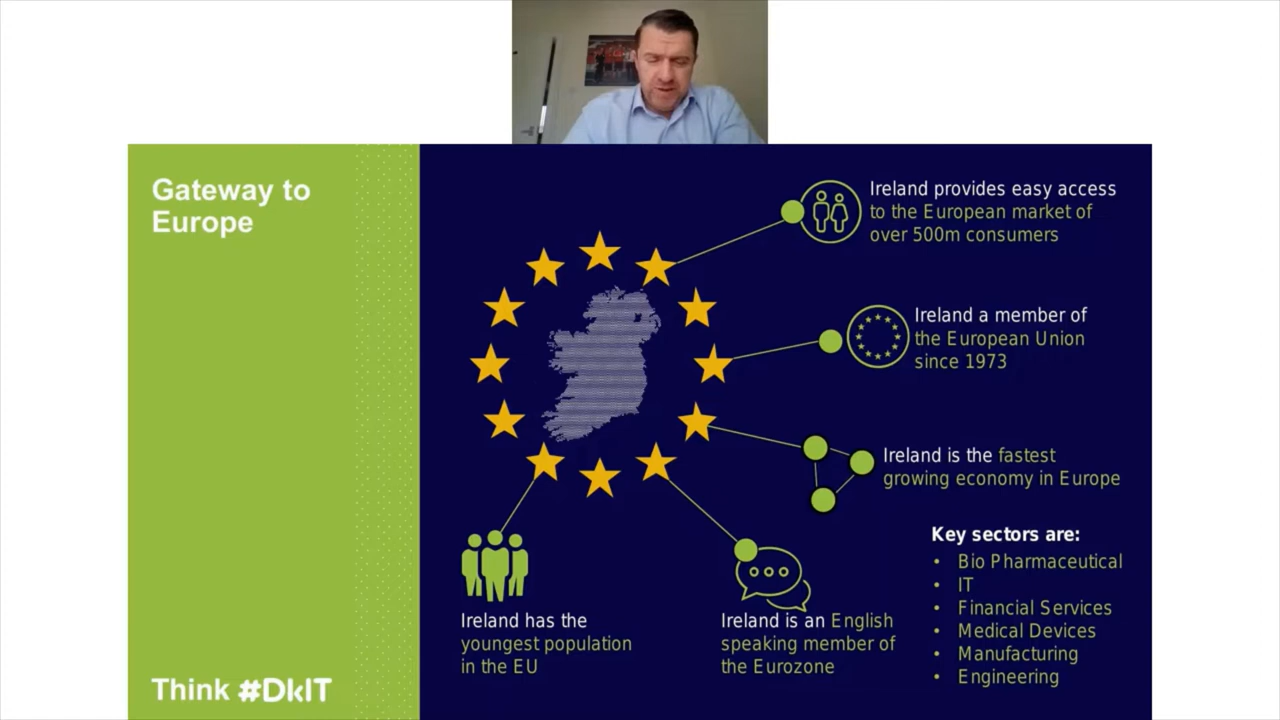 Gateway to
Europe
Ireland provides easy access
to the European market of
over 500m consumers
Ireland a member of
the European Union
since 1973
Ireland is the fastest
growing economy in Europe
Key sectors are:
• Bio Pharmaceutical
• IT
• Financial Services
• Medical Devices
• Manufacturing
• Engineering
Ireland has the
youngest population
in the EU
Ireland is an English
speaking member of
the Eurozone
Think #DkIT